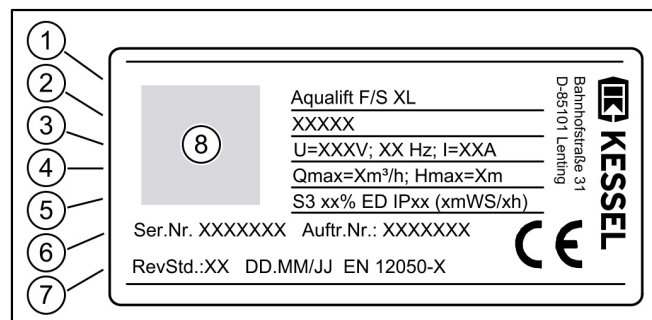 1
2
3
4
5
6
7
8
Aqualift F/S XL
XXXXX
U=XXXV; XX Hz; I=XXA
Qmax=Xm³/h; Hmax=Xm
S3 xx% ED IPxx (xmWS/xh)
Ser.Nr. XXXXXXX Auftr.Nr.: XXXXXXX
RevStd.:XX DD.MM/JJ EN 12050-X
Bahnhofstraße 31
D-85101 Lenting
KESSEL
CE